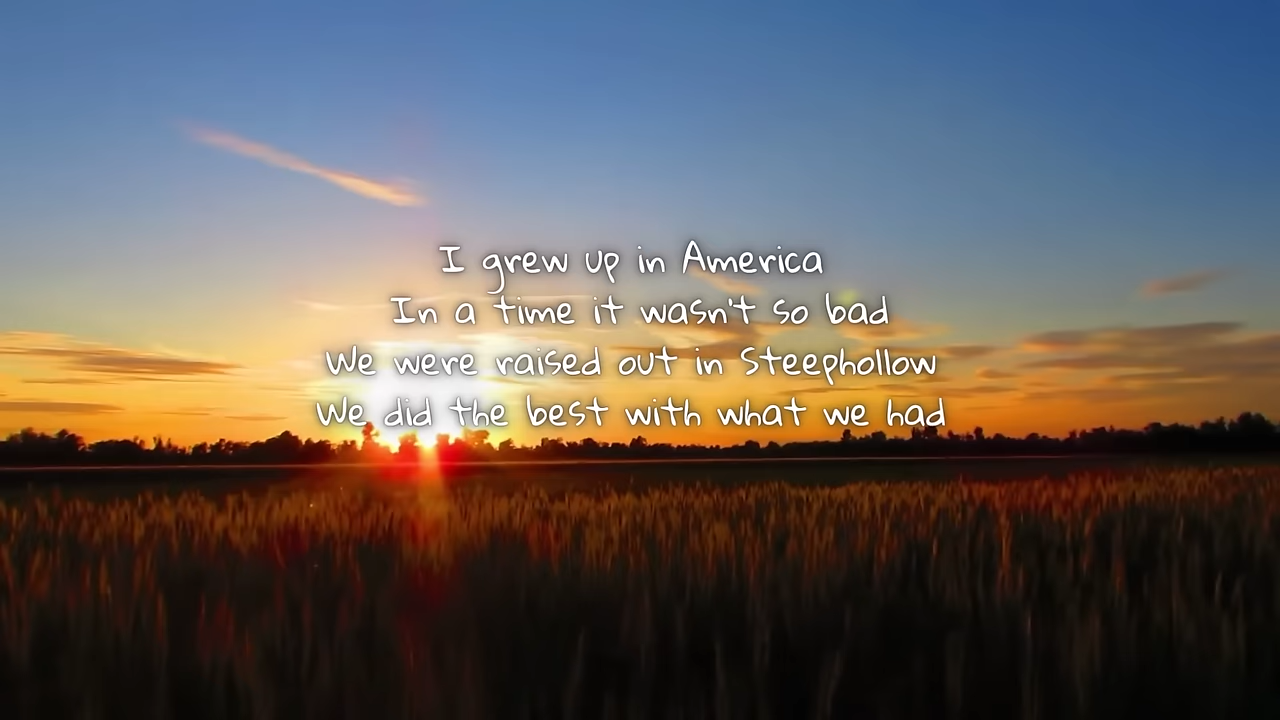 I grew up in America
In a time it wasn't so bad
We were raised out in Steephollow
We did the best with what we had